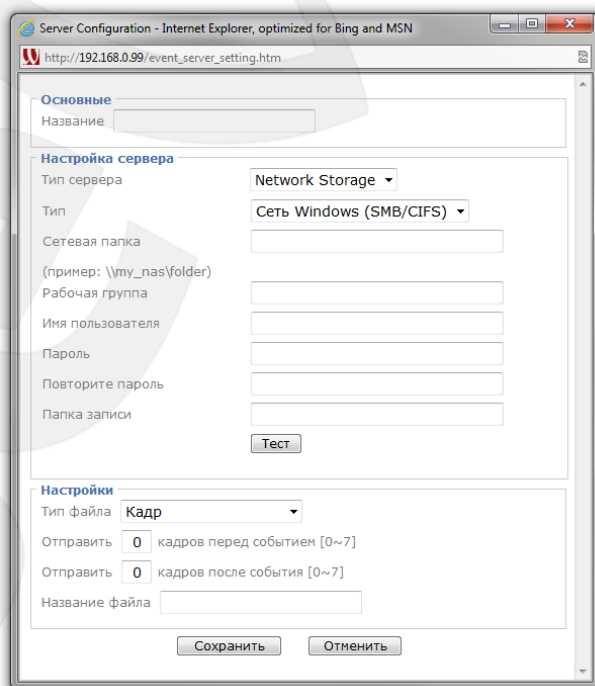 Server Configuration - Internet Explorer, optimized for Bing and MSN
http://192.168.0.99/event_server_setting.htm
Основные
Название
Настройка сервера
Тип сервера Network Storage
Тип Сеть Windows (SMB/CIFS)
Сетевая папка
(пример: \\my_nas\folder)
Рабочая группа
Имя пользователя
Пароль
Повторите пароль
Папка записи
Тест
Настройки
Тип файла Кадр
Отправить 0 кадров перед событием [0~7]
Отправить 0 кадров после события [0~7]
Название файла
Сохранить Отменить